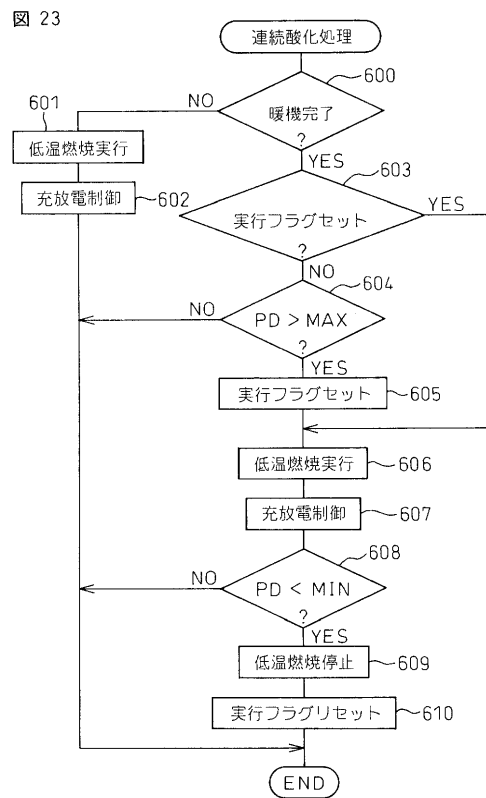 図 23
連続酸化処理
600
暖機完了
?
NO
YES
601
低温燃焼実行
充放電制御
602
603
実行フラグセット
?
YES
NO
604
PD > MAX
?
NO
YES
実行フラグセット
605
低温燃焼実行
606
充放電制御
607
608
PD < MIN
?
NO
YES
低温燃焼停止
609
実行フラグリセット
610
END